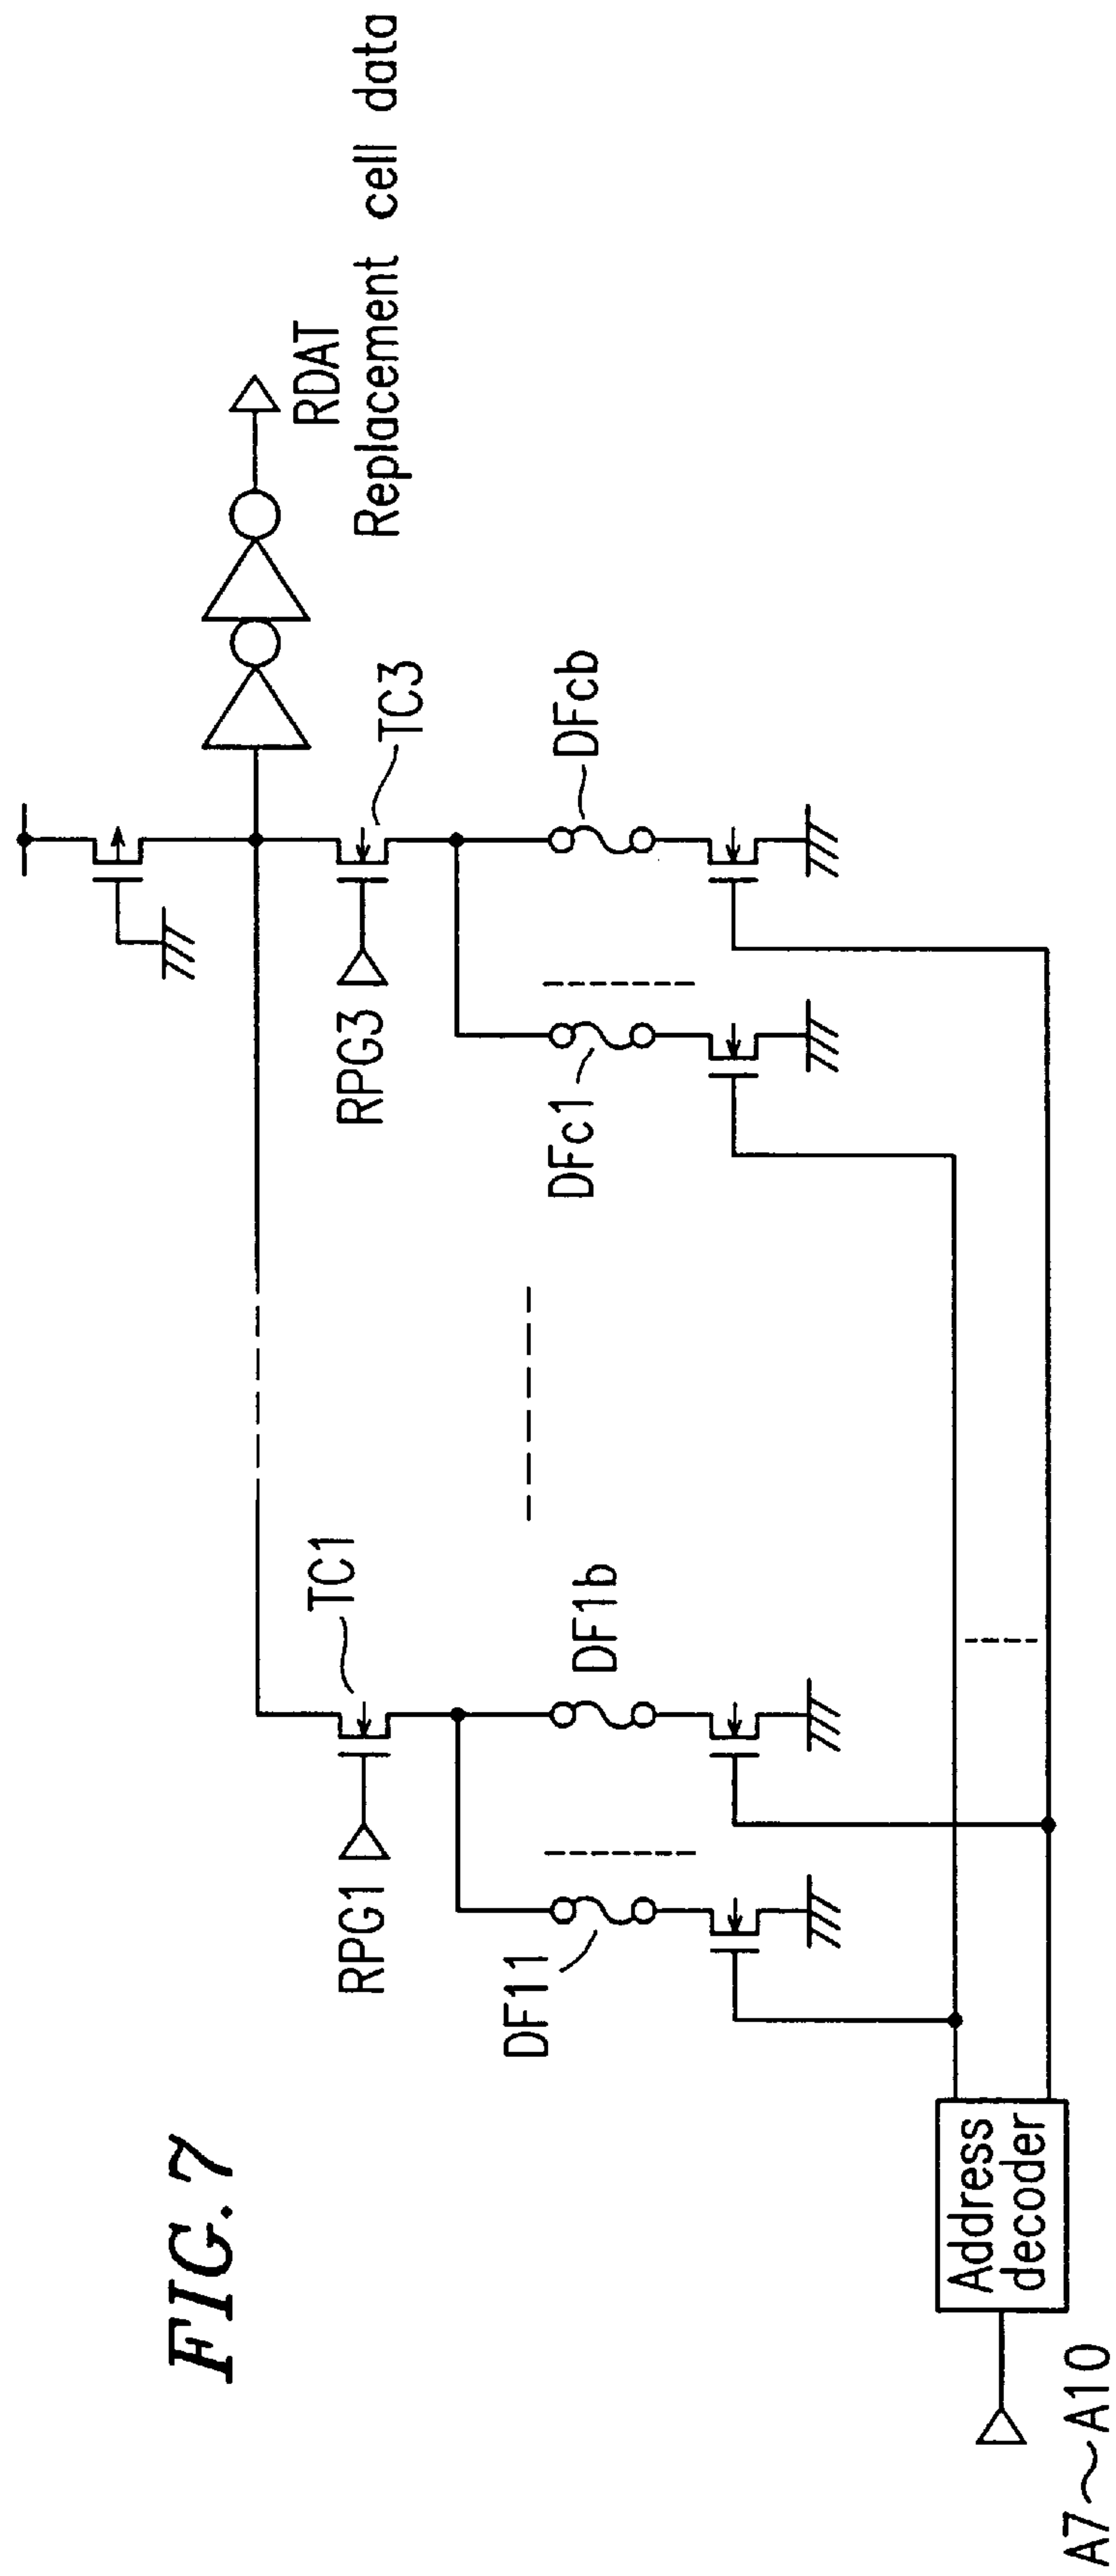 FIG. 7
RDAT
Replacement cell data
TC1
TC3
RPG1
RPG3
DF11
DF1b
DFc1
DFcb
Address
decoder
A7~A10